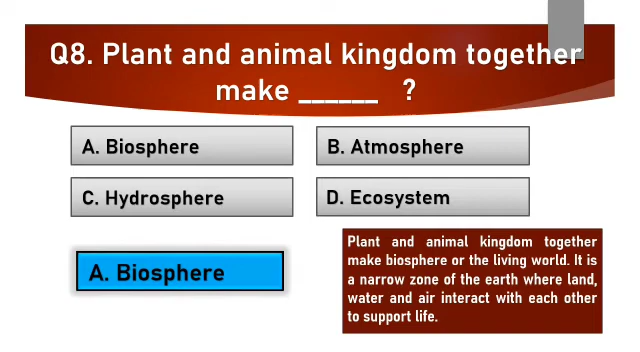 Q8. Plant and animal kingdom together
make ______ ?
A. Biosphere
B. Atmosphere
C. Hydrosphere
D. Ecosystem
A. Biosphere
Plant and animal kingdom together
make biosphere or the living world. It is
a narrow zone of the earth where land,
water and air interact with each other
to support life.